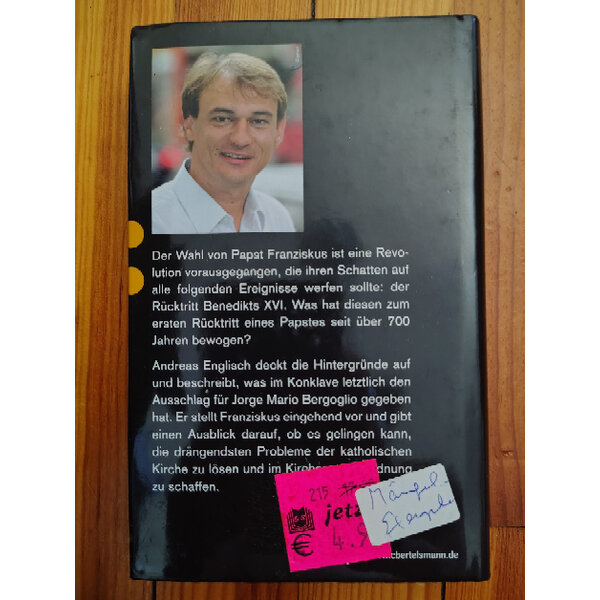 Der Wahl von Papst Franziskus ist eine Revo-
lution vorausgegangen, die ihren Schatten auf
alle folgenden Ereignisse werfen sollte: der
Rücktritt Benedikts XVI. Was hat diesen zum
ersten Rücktritt eines Papstes seit über 700
Jahren bewogen?
Andreas Englisch deckt die Hintergründe auf
und beschreibt, was im Konklave letztlich den
Ausschlag für Jorge Mario Bergoglio gegeben
hat. Er stellt Franziskus eingehend vor und gibt
einen Ausblick darauf, ob es gelingen kann,
die drängendsten Probleme der katholischen
Kirche zu lösen und im
zu schaffen.
215
€ 4.9
bertelsmann.de